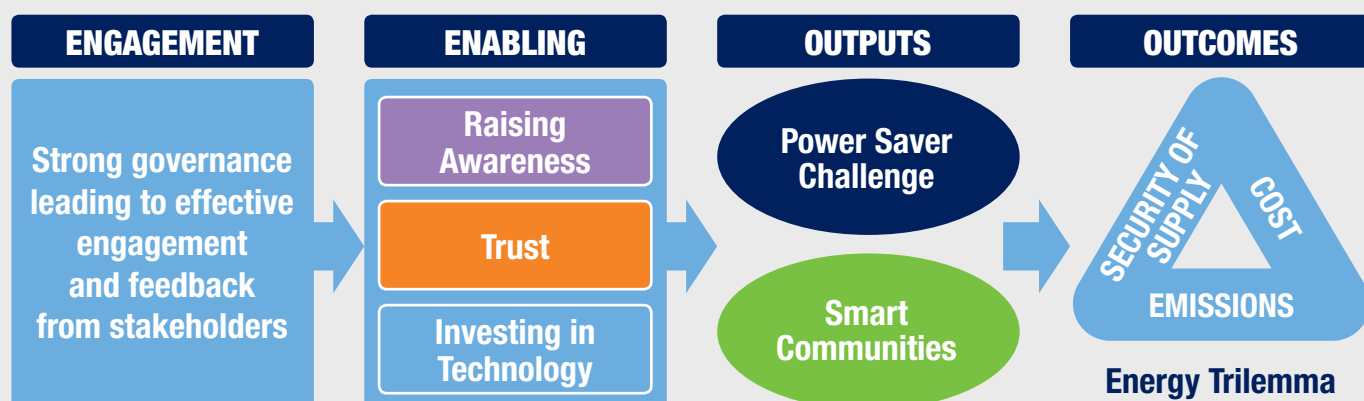 ENGAGEMENT
Strong governance
leading to effective
engagement
and feedback
from stakeholders
ENABLING
Raising
Awareness
Trust
Investing in
Technology
OUTPUTS
Power Saver
Challenge
Smart
Communities
OUTCOMES
SECURITY OF
SUPPLY
COST
EMISSIONS
Energy Trilemma